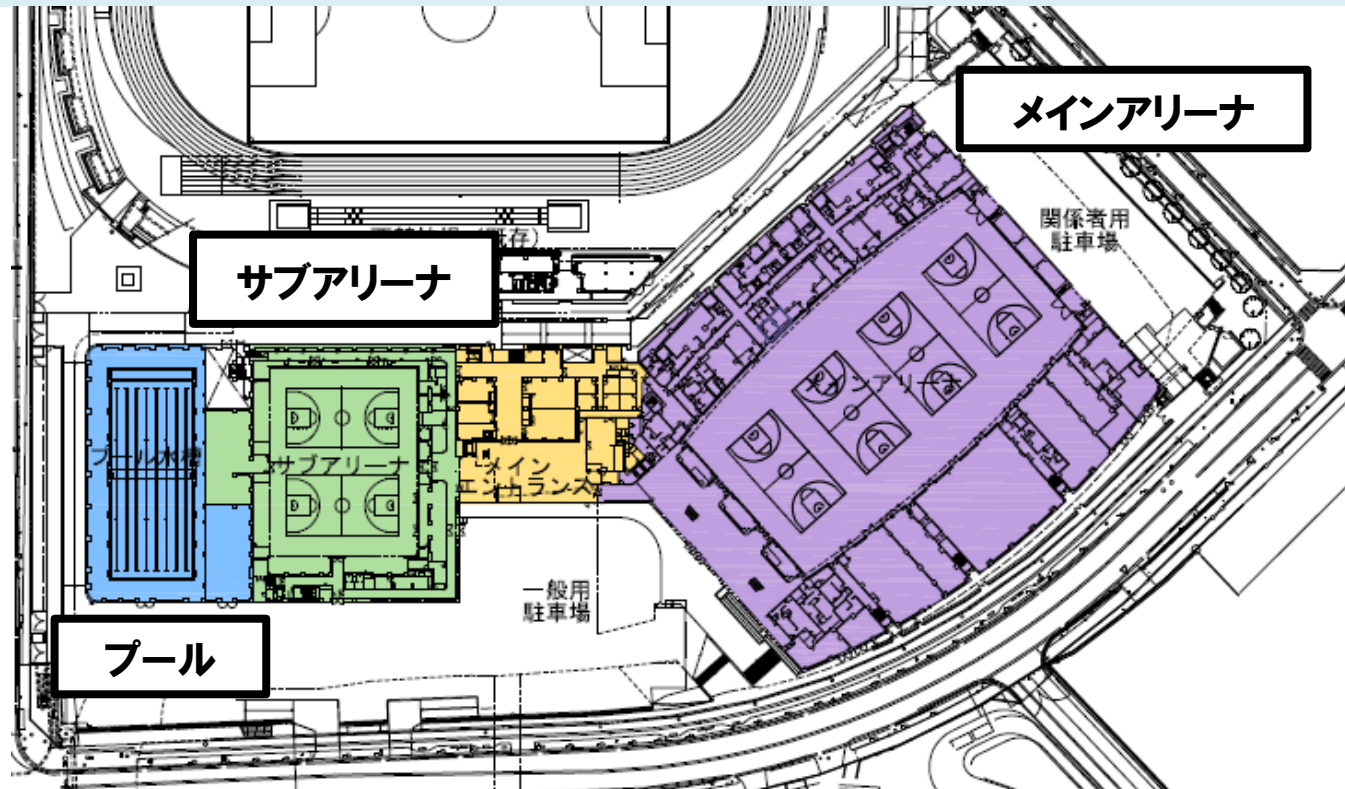 メインアリーナ
関係者用
駐車場
サブアリーナ
メインアリーナ
プール水槽
サブアリーナ
メイン
エントランス
一般用
駐車場
プール